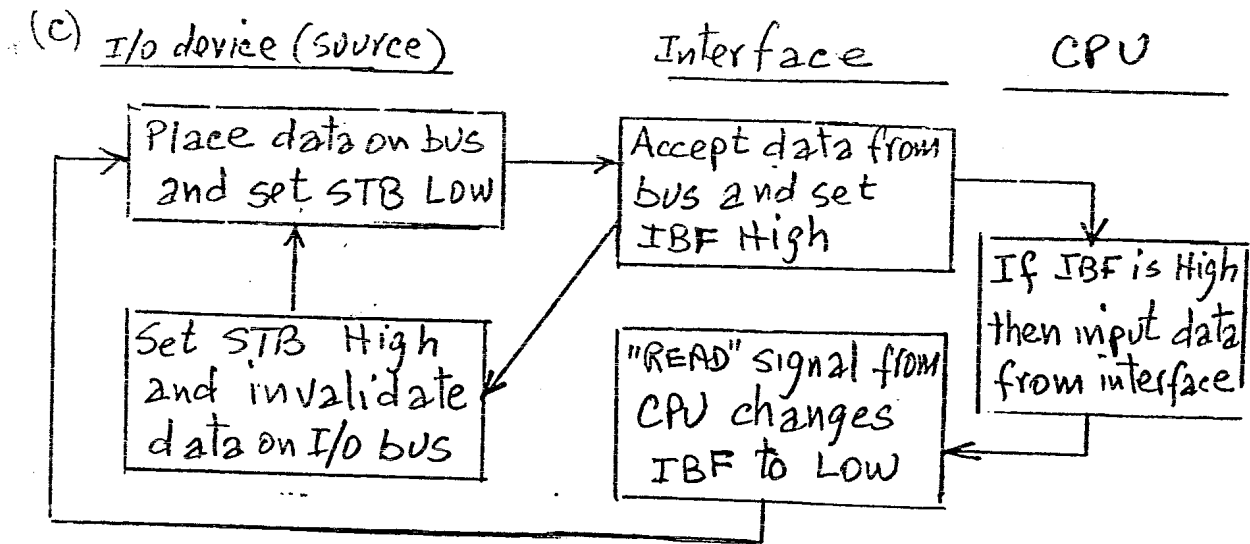 (C) I/O device (source) Interface CPU
Place data on bus
and set STB Low
Accept data from
bus and set
IBF High
If IBF is High
then input data
from interface
Set STB High
and invalidate
data on I/O bus
"READ" signal from
CPU changes
IBF to Low